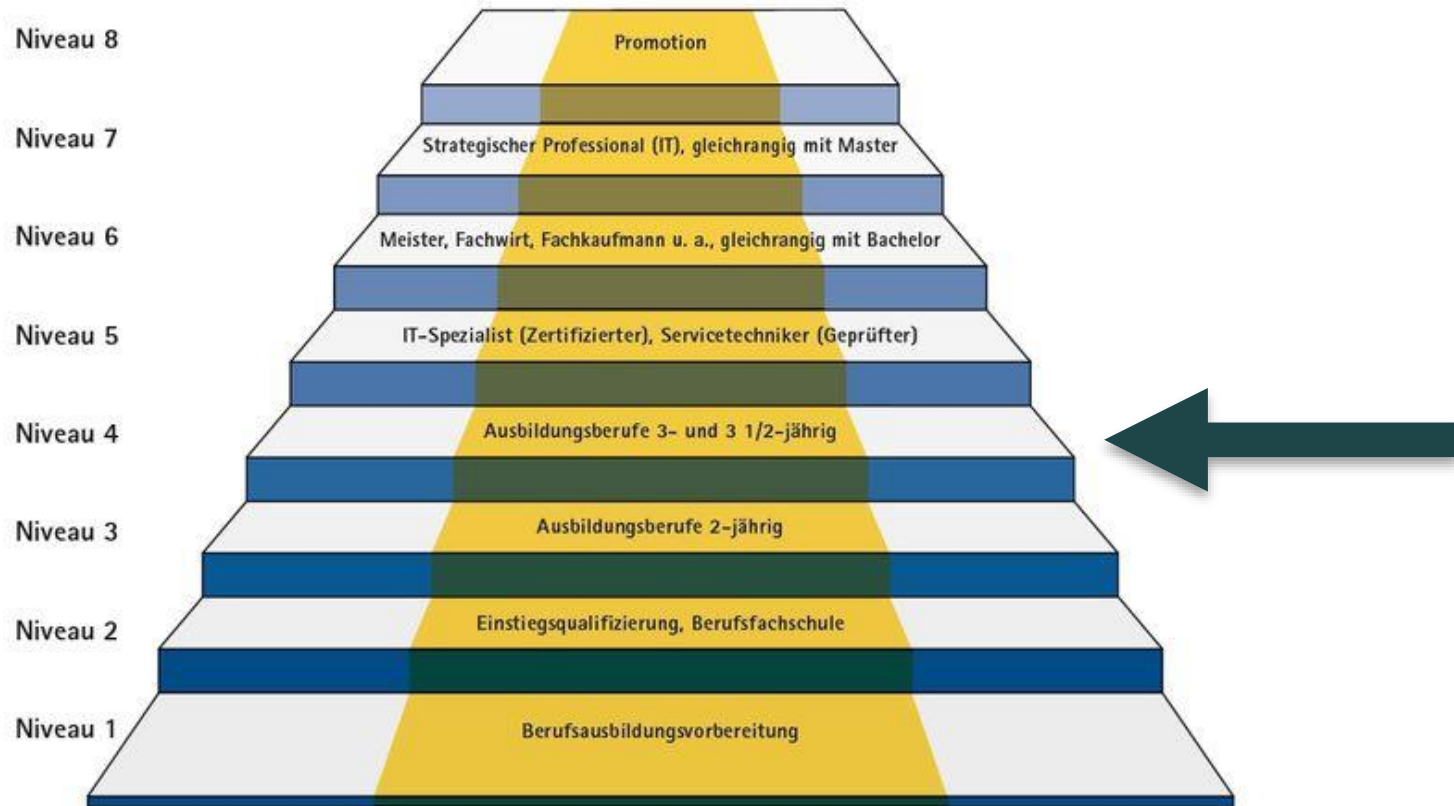 Niveau 8
Promotion
Niveau 7
Strategischer Professional (IT), gleichrangig mit Master
Niveau 6
Meister, Fachwirt, Fachkaufmann u. a., gleichrangig mit Bachelor
Niveau 5
IT-Spezialist (Zertifizierter), Servicetechniker (Geprüfter)
Niveau 4
Ausbildungsberufe 3- und 3 1/2-jährig
Niveau 3
Ausbildungsberufe 2-jährig
Niveau 2
Einstiegsqualifizierung, Berufsfachschule
Niveau 1
Berufsausbildungsvorbereitung